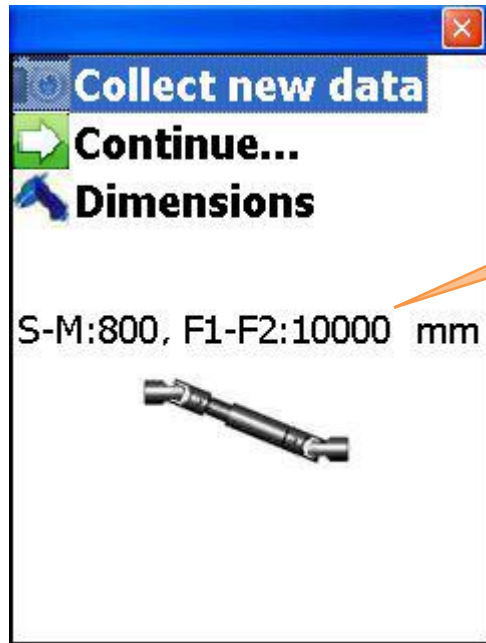 Collect new data
Continue...
Dimensions
S-M:800, F1-F2:10000 mm